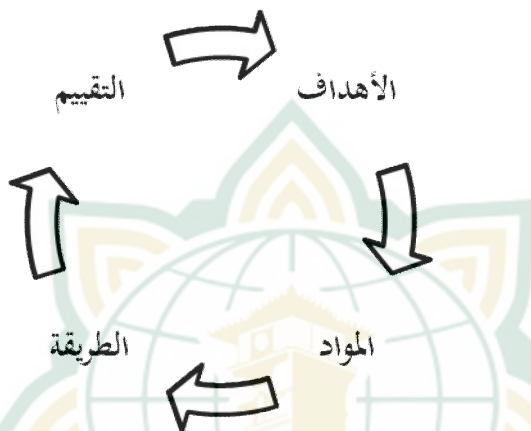 الأهداف
التقييم
المواد
الطريقة